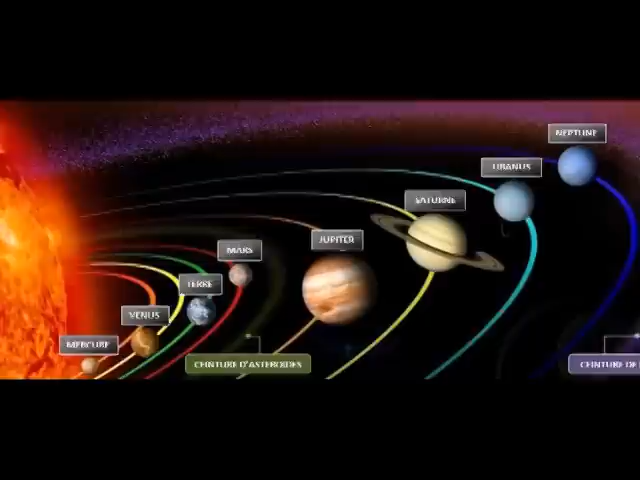 NEPTUNE
URANUS
SATURNE
JUPITER
MARS
TERRE
VENUS
MERCURE
CEINTURE D'ASTEROIDES
CEINTURE DE